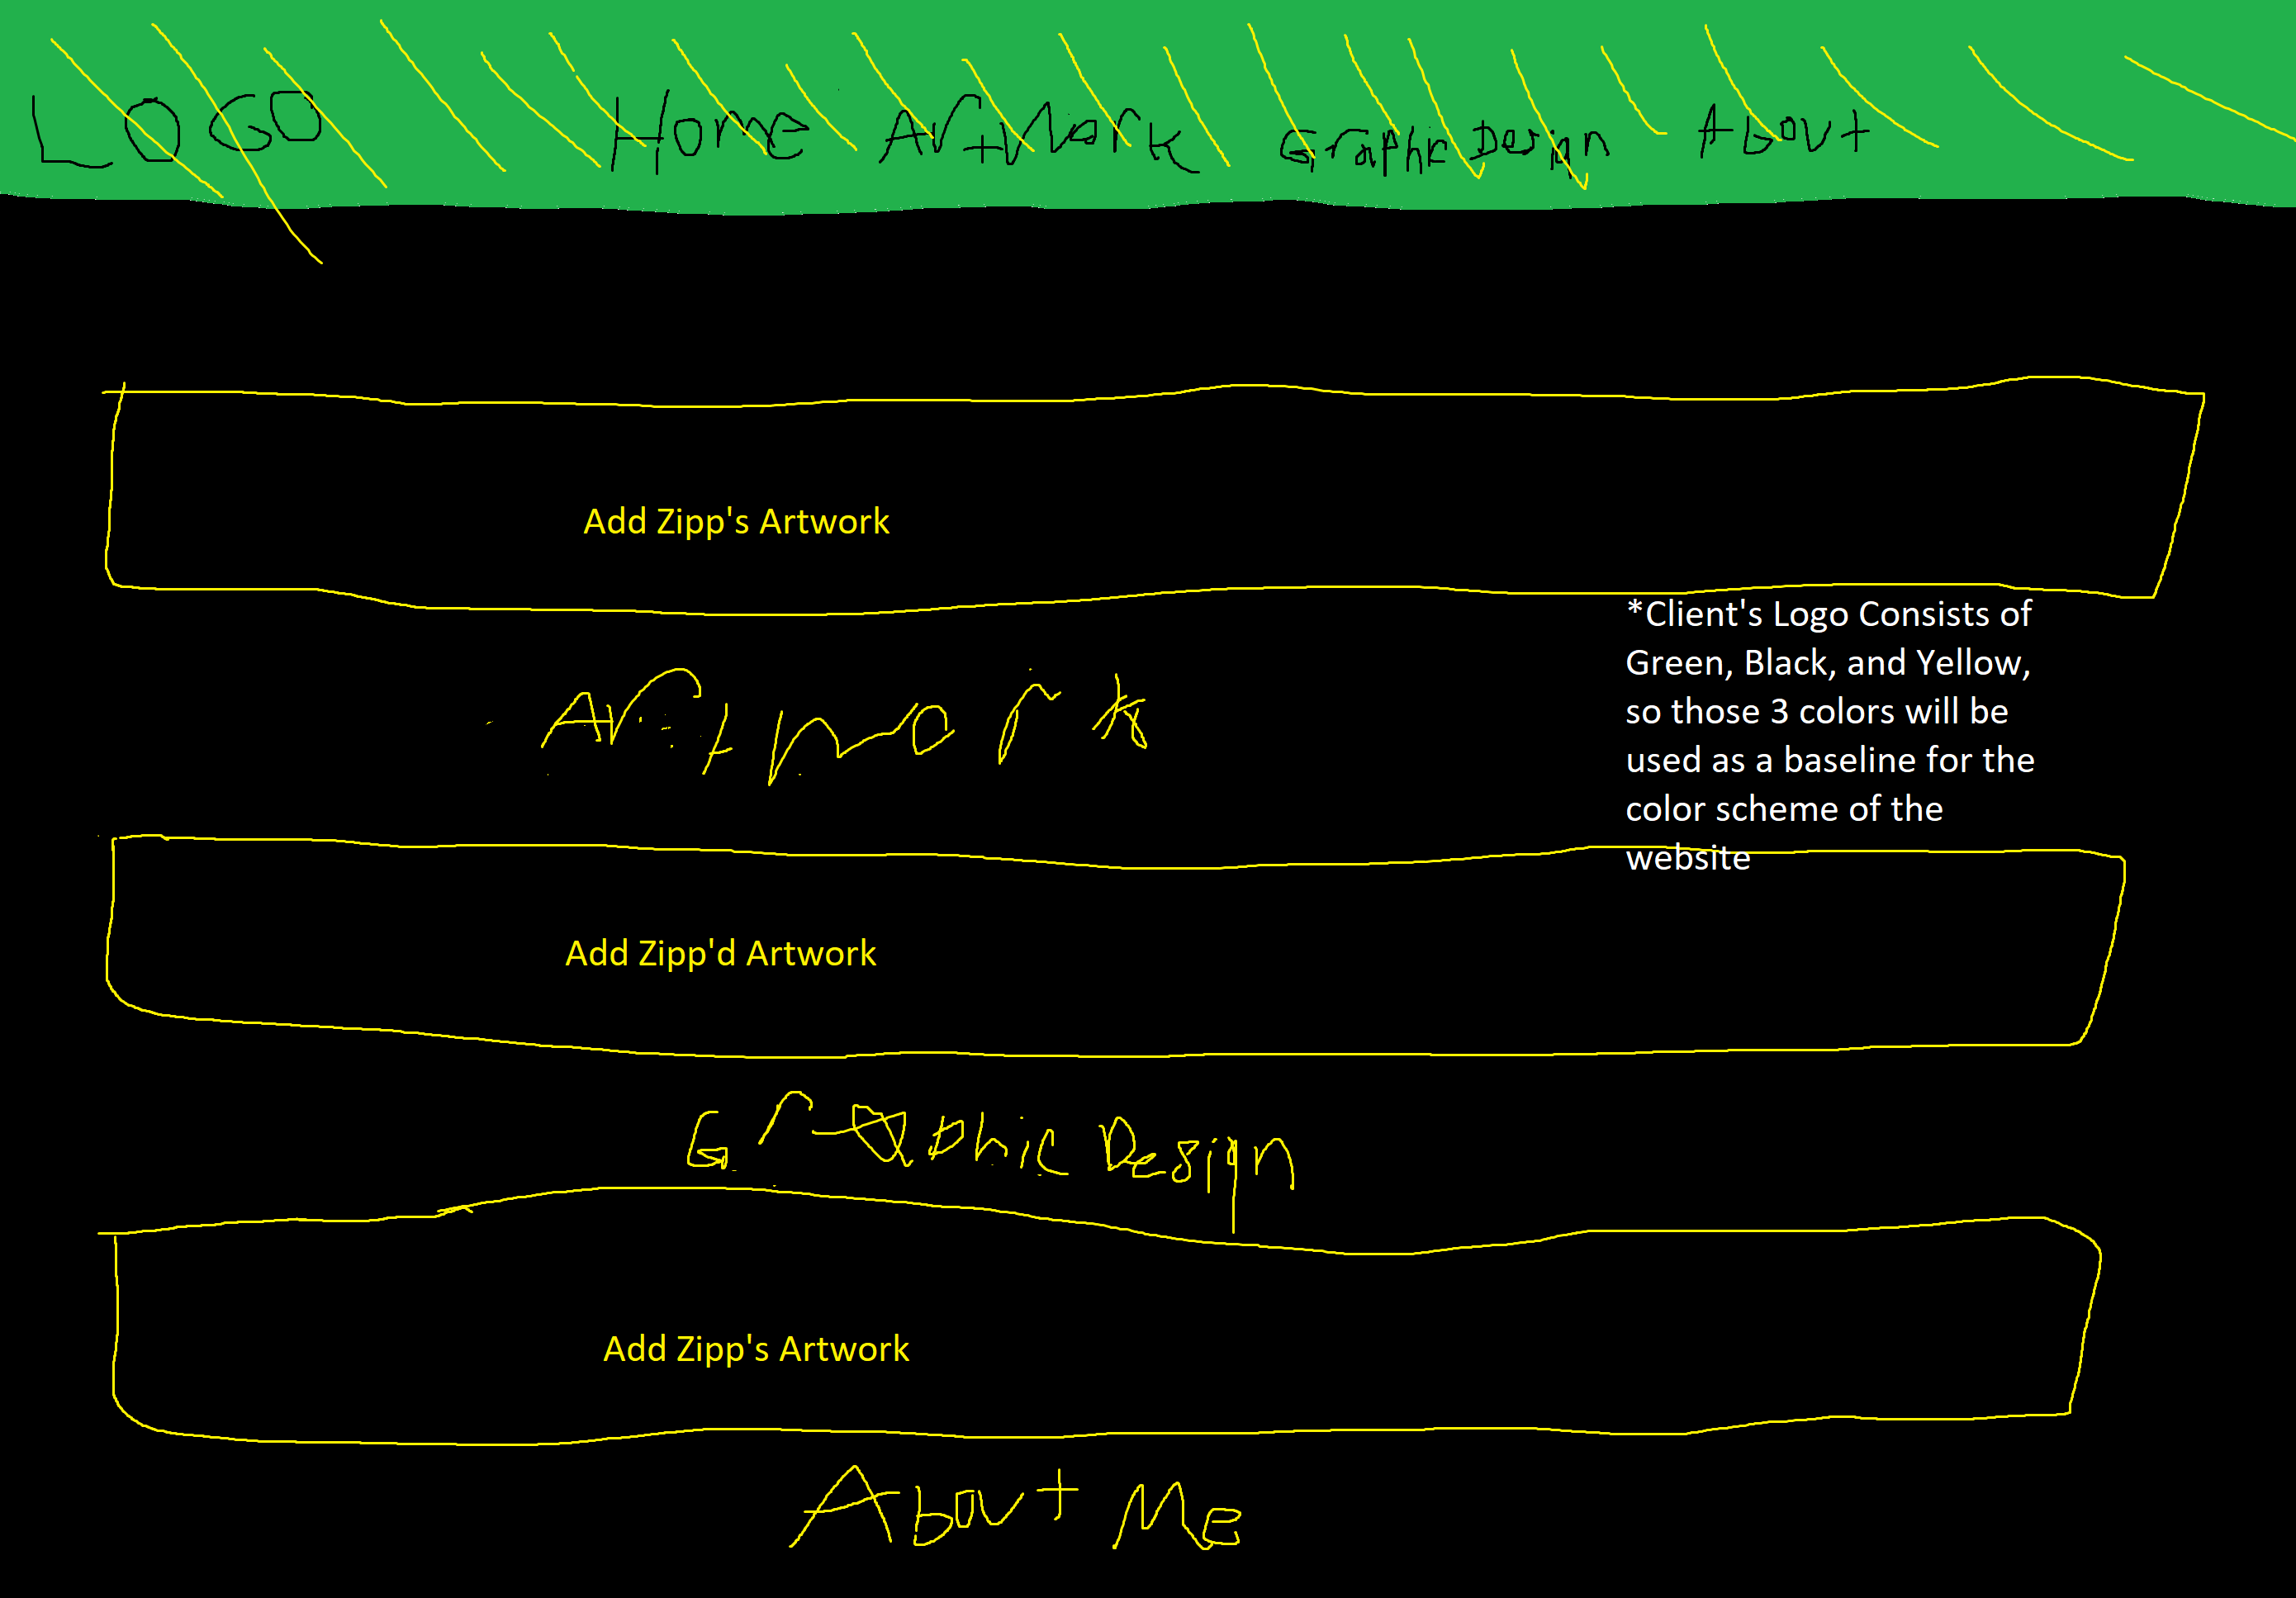 LOGO Home ArtWork Graphic Design About
Add Zipp's Artwork
*Client's Logo Consists of
Green, Black, and Yellow,
so those 3 colors will be
used as a baseline for the
color scheme of the
website
Artwork
Add Zipp'd Artwork
Graphic Design
Add Zipp's Artwork
About Me